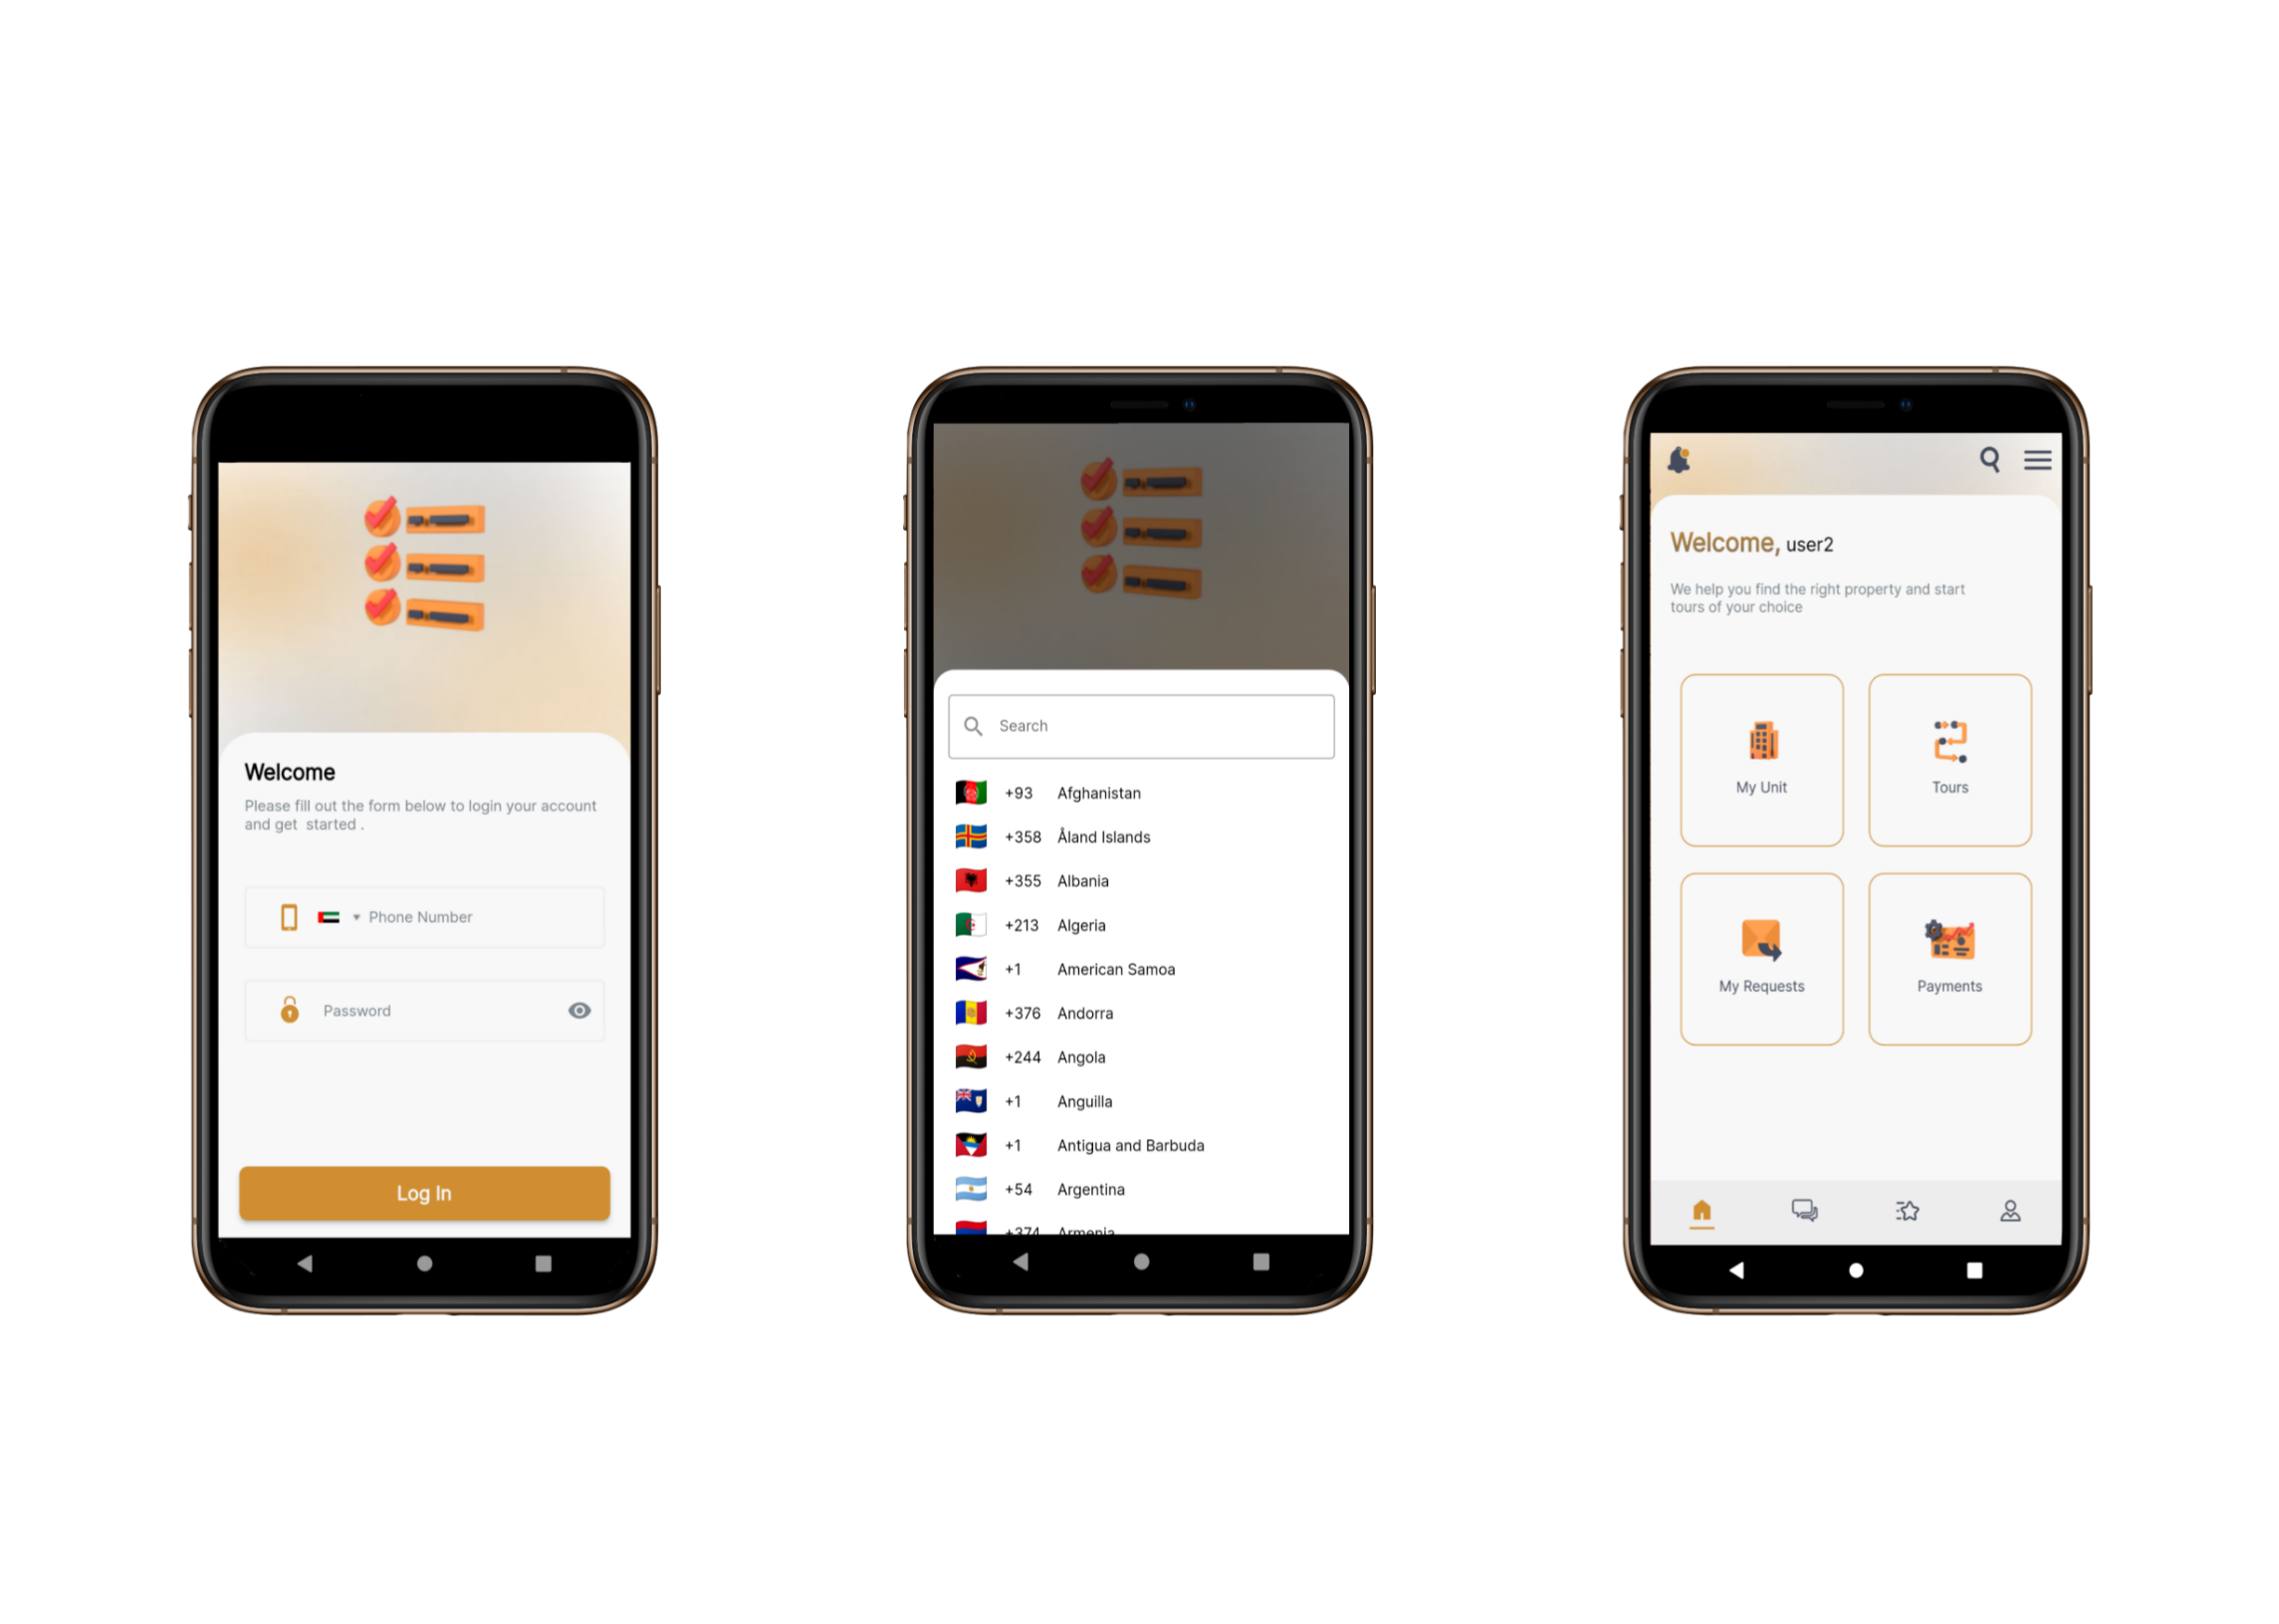 Welcome
Please fill out the form below to login your account
and get  started .
Phone Number
Password
Log In
Search
+93 Afghanistan
+358 Åland Islands
+355 Albania
+213 Algeria
+1 American Samoa
+376 Andorra
+244 Angola
+1 Anguilla
+1 Antigua and Barbuda
+54 Argentina
+374 Armenia
Welcome, user2
We help you find the right property and start
tours of your choice
My Unit
Tours
My Requests
Payments